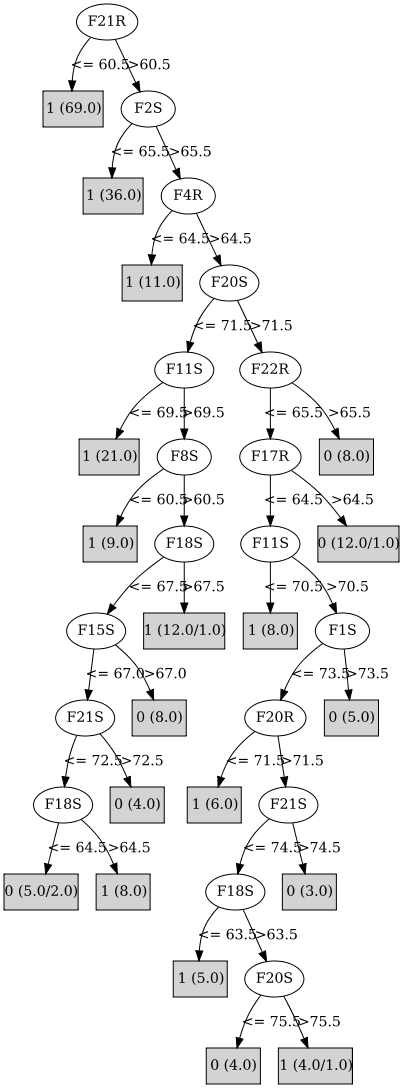 F21R
<= 60.5 >60.5
1 (69.0) F2S
<= 65.5 >65.5
1 (36.0) F4R
<= 64.5 >64.5
1 (11.0) F20S
<= 71.5 >71.5
F11S F22R
<= 69.5 >69.5 <= 65.5 >65.5
1 (21.0) F8S F17R 0 (8.0)
<= 60.5 >60.5 <= 64.5 >64.5
1 (9.0) F18S F11S 0 (12.0/1.0)
<= 67.5 >67.5 <= 70.5 >70.5
F15S 1 (12.0/1.0) 1 (8.0) F1S
<= 67.0 >67.0 <= 73.5 >73.5
F21S 0 (8.0) F20R 0 (5.0)
<= 72.5 >72.5 <= 71.5 >71.5
F18S 0 (4.0) 1 (6.0) F21S
<= 64.5 >64.5 <= 74.5 >74.5
0 (5.0/2.0) 1 (8.0) F18S 0 (3.0)
<= 63.5 >63.5
1 (5.0) F20S
<= 75.5 >75.5
0 (4.0) 1 (4.0/1.0)